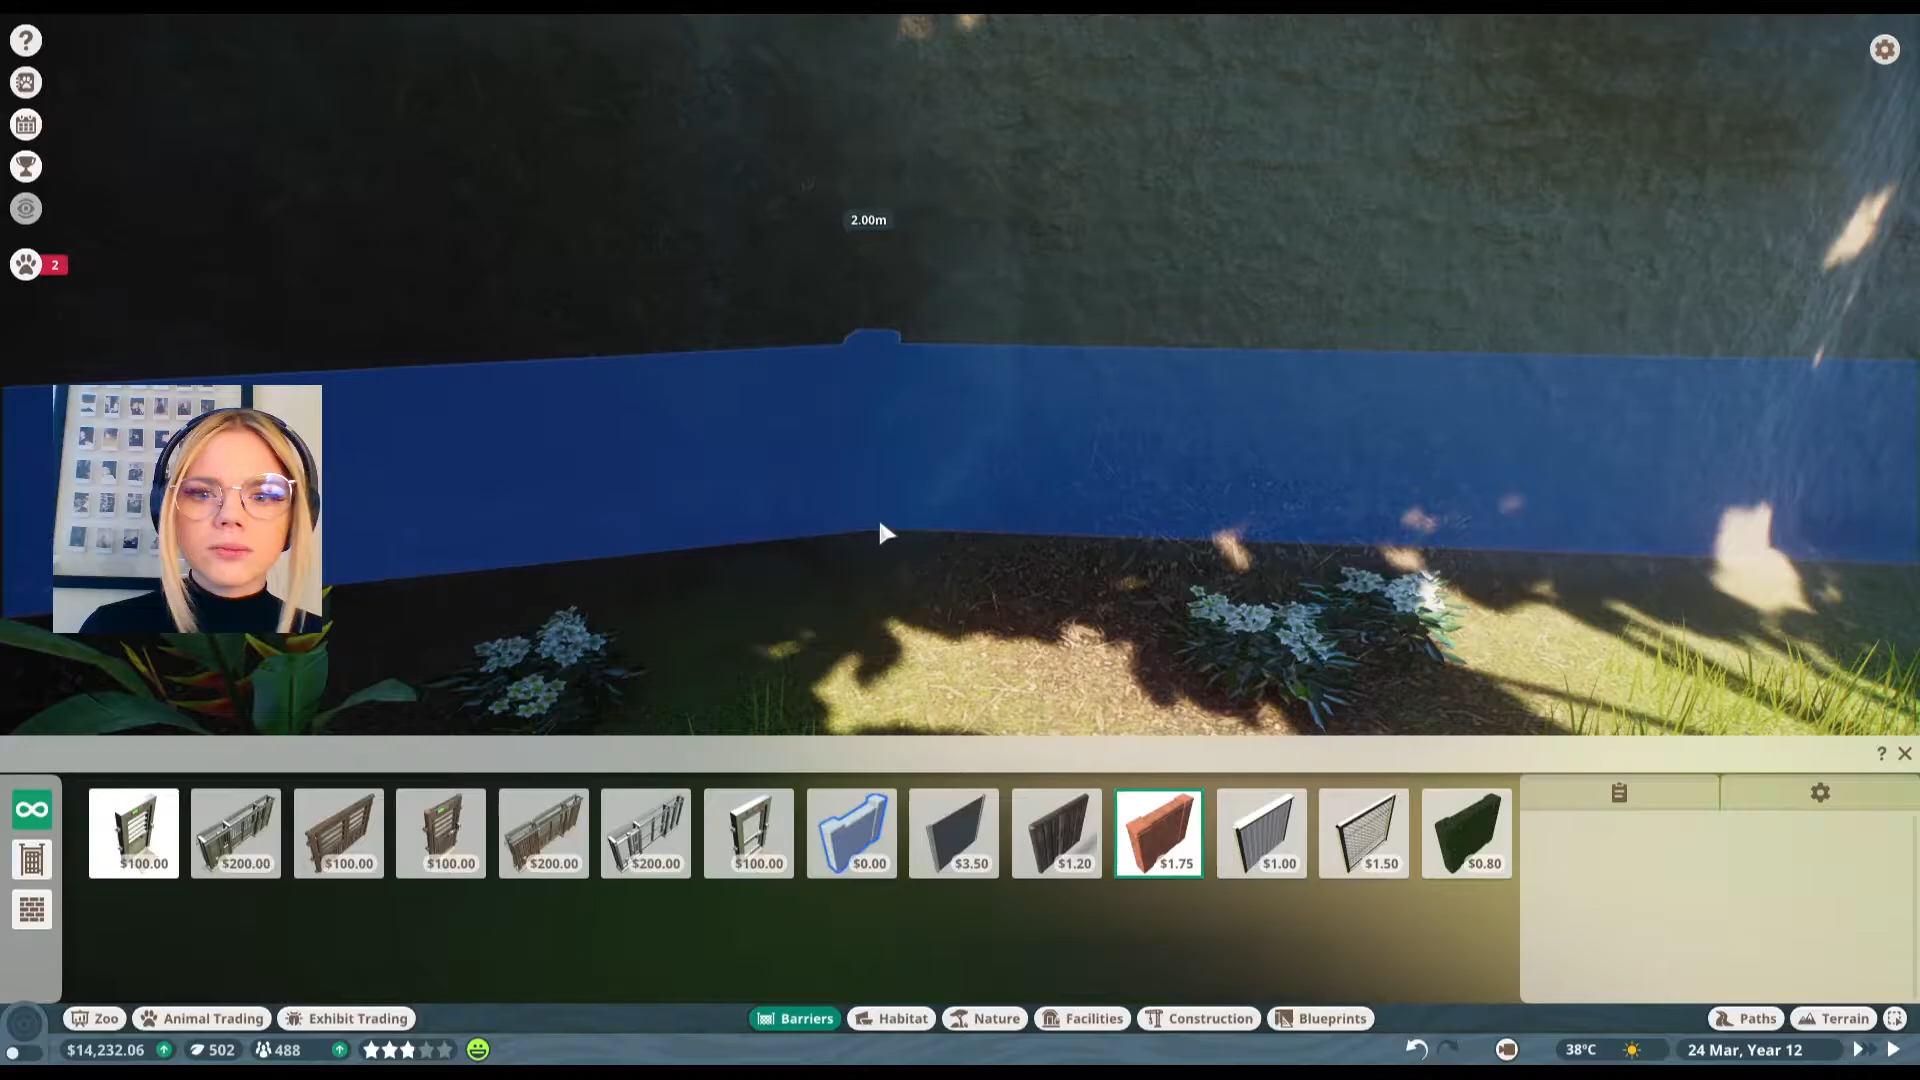 2.00m
2
?
$100.00 $200.00 $100.00 $100.00 $200.00 $200.00 $100.00 $0.00 $3.50 $1.20 $1.75 $1.00 $1.50 $0.80
Zoo Animal Trading Exhibit Trading Barriers Habitat Nature Facilities Construction Blueprints Paths Terrain
$14,232.06 502 488 38°C 24 Mar, Year 12